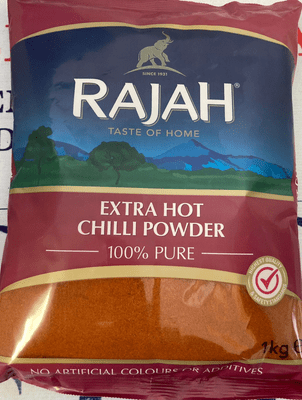 SINCE 1931
RAJAH®
TASTE OF HOME
EXTRA HOT
CHILLI POWDER
100% PURE
1kg e
NO ARTIFICIAL COLOURS OR ADDITIVES